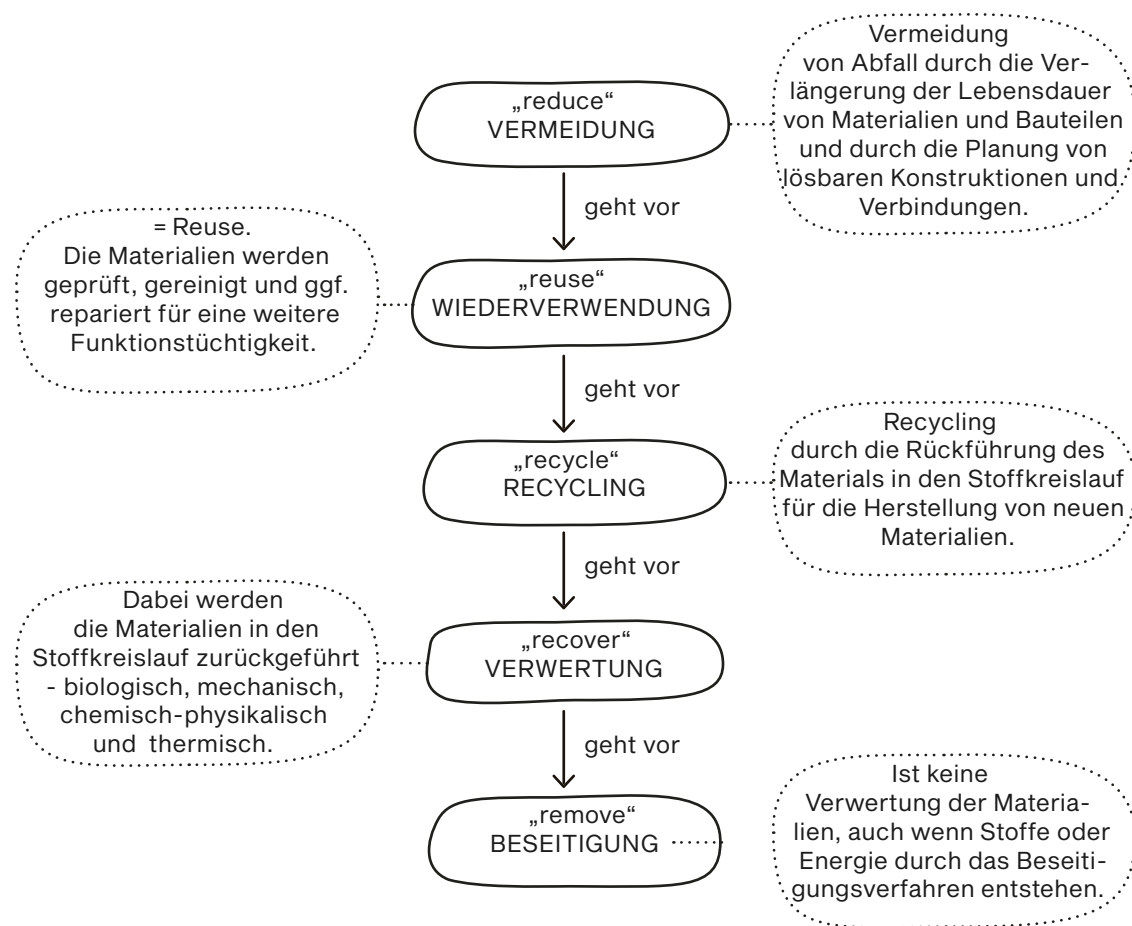 „reduce“
VERMEIDUNG
Vermeidung
von Abfall durch die Ver-
längerung der Lebensdauer
von Materialien und Bauteilen
und durch die Planung von
lösbaren Konstruktionen und
Verbindungen.
geht vor
„reuse“
WIEDERVERWENDUNG
= Reuse.
Die Materialien werden
geprüft, gereinigt und ggf.
repariert für eine weitere
Funktionstüchtigkeit.
geht vor
„recycle“
RECYCLING
Recycling
durch die Rückführung des
Materials in den Stoffkreislauf
für die Herstellung von neuen
Materialien.
geht vor
„recover“
VERWERTUNG
Dabei werden
die Materialien in den
Stoffkreislauf zurückgeführt
- biologisch, mechanisch,
chemisch-physikalisch
und thermisch.
geht vor
„remove“
BESEITIGUNG
Ist keine
Verwertung der Materia-
lien, auch wenn Stoffe oder
Energie durch das Beseiti-
gungsverfahren entstehen.